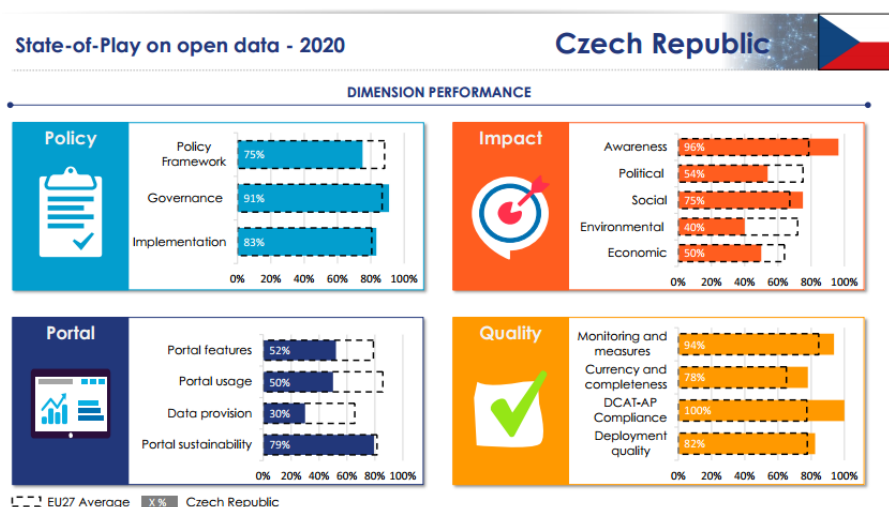 State-of-Play on open data - 2020
Czech Republic
DIMENSION PERFORMANCE
Policy
Policy
Framework
75%
Governance
91%
Implementation
83%
0% 20% 40% 60% 80% 100%
Impact
Awareness
96%
Political
54%
Social
75%
Environmental
40%
Economic
50%
0% 20% 40% 60% 80% 100%
Portal
Portal features
52%
Portal usage
50%
Data provision
30%
Portal sustainability
79%
0% 20% 40% 60% 80% 100%
Quality
Monitoring and
measures
94%
Currency and
completeness
78%
DCAT-AP
Compliance
100%
Deployment
quality
82%
0% 20% 40% 60% 80% 100%
EU27 Average X % Czech Republic